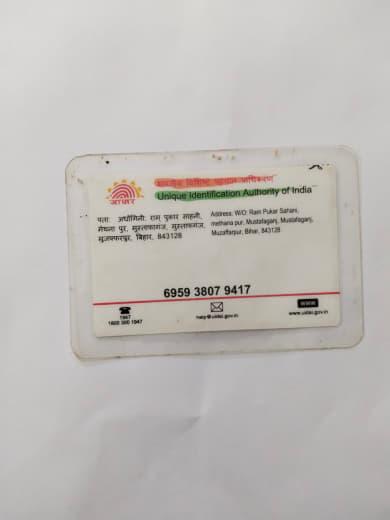 भारतीय विशिष्ट पहचान प्राधिकरण
Unique Identification Authority of India
आधार
पता: अर्धांगिनी: राम पुकार साहनी,
मेथना पुर, मुस्तफागंज, मुस्तफागंज,
मुजफ्फरपुर, बिहार, 843128
Address: W/O: Ram Pukar Sahani,
methana pur, Mustafaganj, Mustafaganj,
Muzaffarpur, Bihar, 843128
6959 3807 9417
1947
1800 300 1947
help@uidai.gov.in
www
www.uidai.gov.in